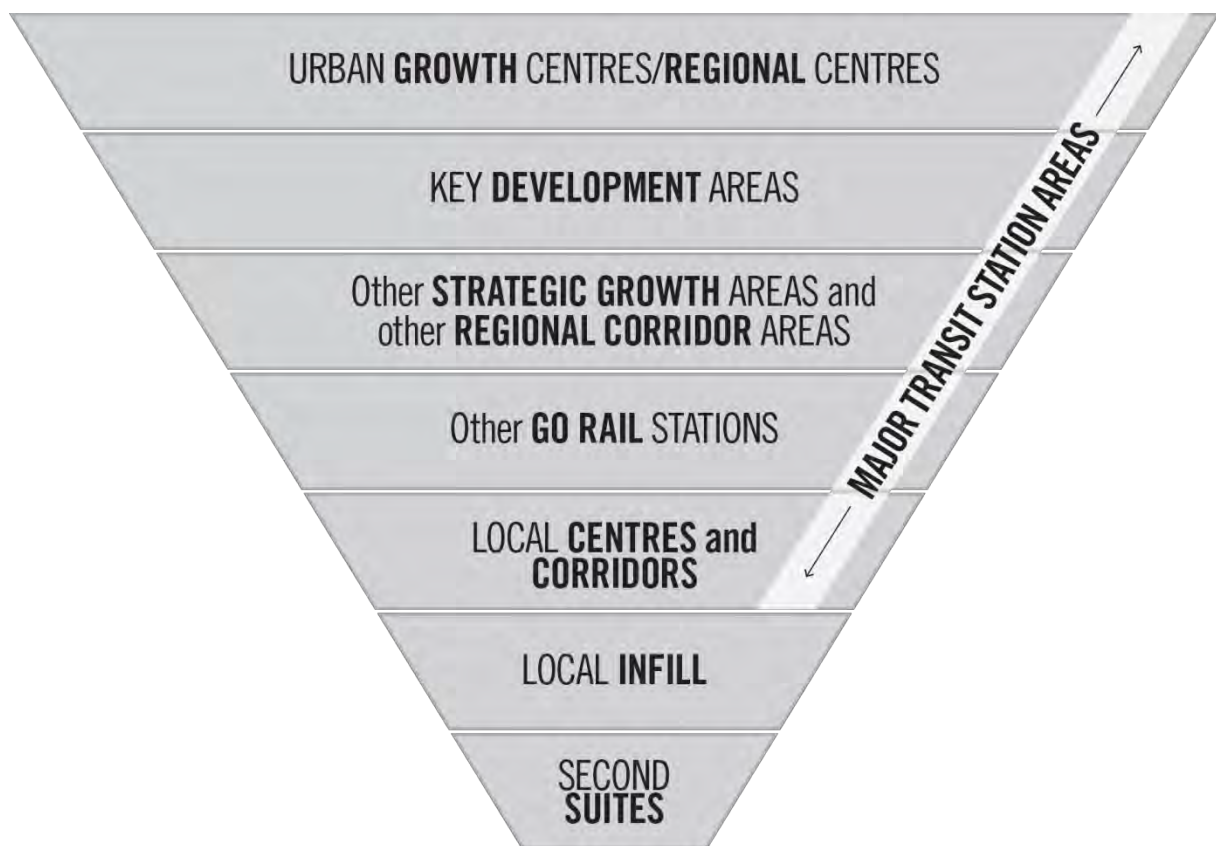 URBAN GROWTH CENTRES/REGIONAL CENTRES
KEY DEVELOPMENT AREAS
Other STRATEGIC GROWTH AREAS and
other REGIONAL CORRIDOR AREAS
Other GO RAIL STATIONS
LOCAL CENTRES and
CORRIDORS
LOCAL INFILL
SECOND
SUITES
MAJOR TRANSIT STATION AREAS